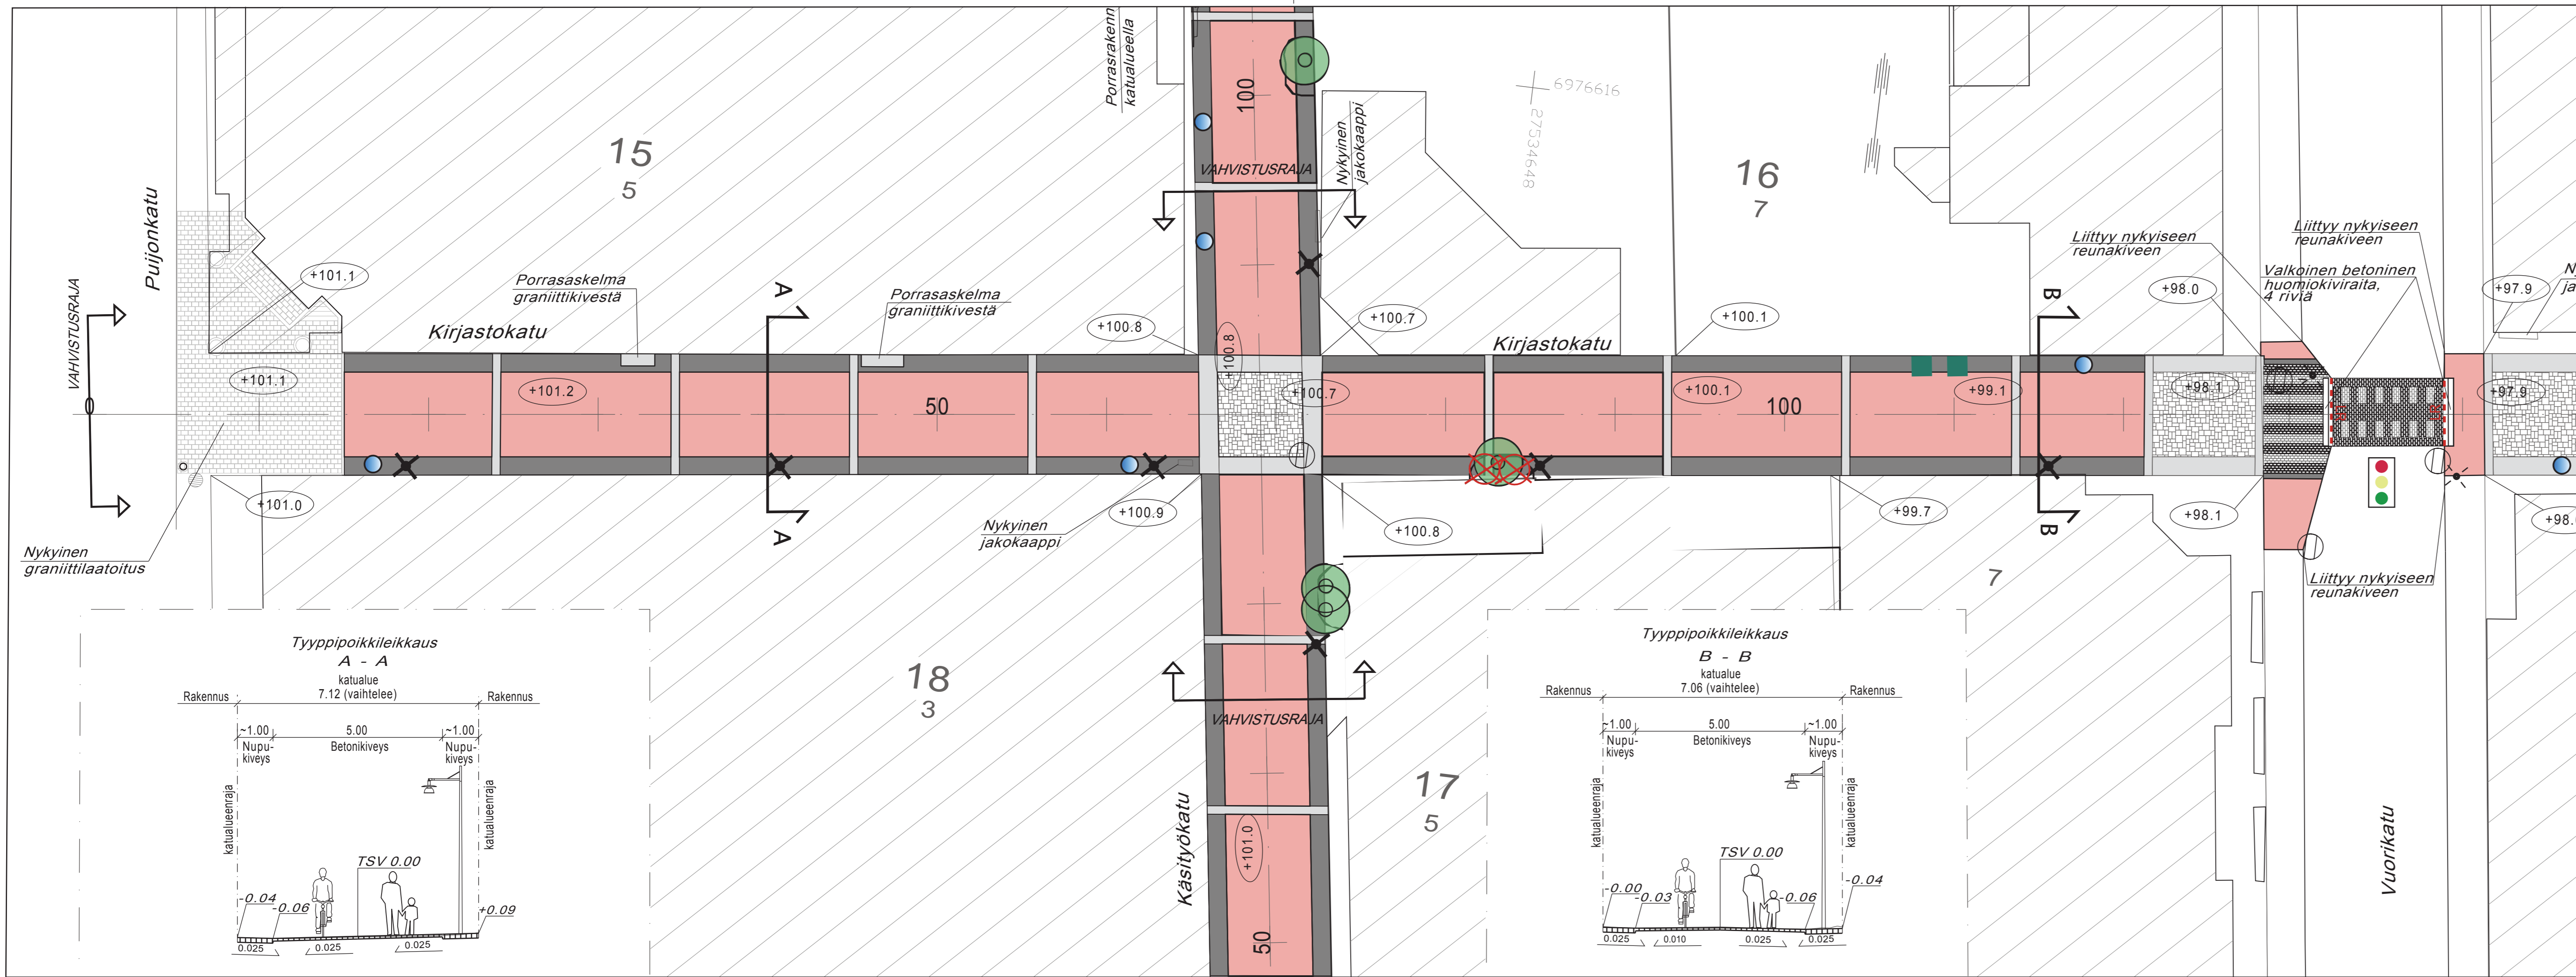 Porrasrakenn
katualueella
100
6976616
27534648
VAHVISTUSRAJA
Nykyinen
jakokaappi
15
5
16
7
Puijonkatu
VAHVISTUSRAJA
+101.1
Porrasaskelma
graniittikivestä
Porrasaskelma
graniittikivestä
A
Kirjastokatu
+100.8
+100.7
+100.8
+100.1
Kirjastokatu
B
Liittyy nykyiseen
reunakiveen
Liittyy nykyiseen
reunakiveen
Valkoinen betoninen
huomiokiviraita,
4 riviä
+98.0
+97.9
+101.1
+101.2
50
+100.7
+100.1
100
+99.1
+98.1
+97.9
+101.0
A
+100.9
+100.8
+99.7
B
+98.1
+98.
Nykyinen
graniittilaatoitus
Nykyinen
jakokaappi
Liittyy nykyiseen
reunakiveen
7
18
3
VAHVISTUSRAJA
17
5
Käsityökatu
+101.0
50
Vuorikatu
Tyyppipoikkileikkaus
A - A
katualue
7.12 (vaihtelee)
Rakennus
Rakennus
~1.00
5.00
~1.00
Nupu-
kiveys
Betonikiveys
Nupu-
kiveys
katualueenraja
katualueenraja
TSV 0.00
-0.04
-0.06
+0.09
0.025
0.025
0.025
Tyyppipoikkileikkaus
B - B
katualue
7.06 (vaihtelee)
Rakennus
Rakennus
~1.00
5.00
~1.00
Nupu-
kiveys
Betonikiveys
Nupu-
kiveys
katualueenraja
katualueenraja
TSV 0.00
-0.00
-0.03
-0.06
-0.04
0.025
0.010
0.025
0.025